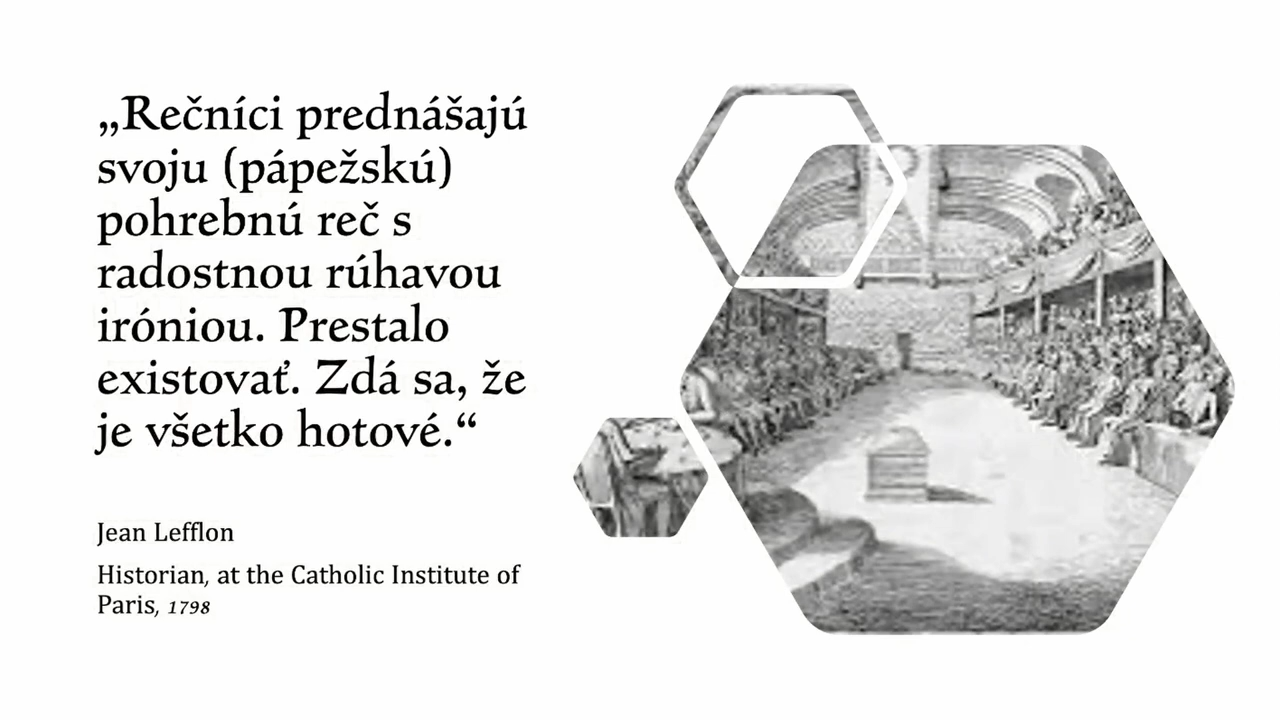 „Rečníci prednášajú
svoju (pápežskú)
pohrebnú reč s
radostnou rúhavou
iróniou. Prestalo
existovať. Zdá sa, že
je všetko hotové.“
Jean Lefflon
Historian, at the Catholic Institute of
Paris, 1798